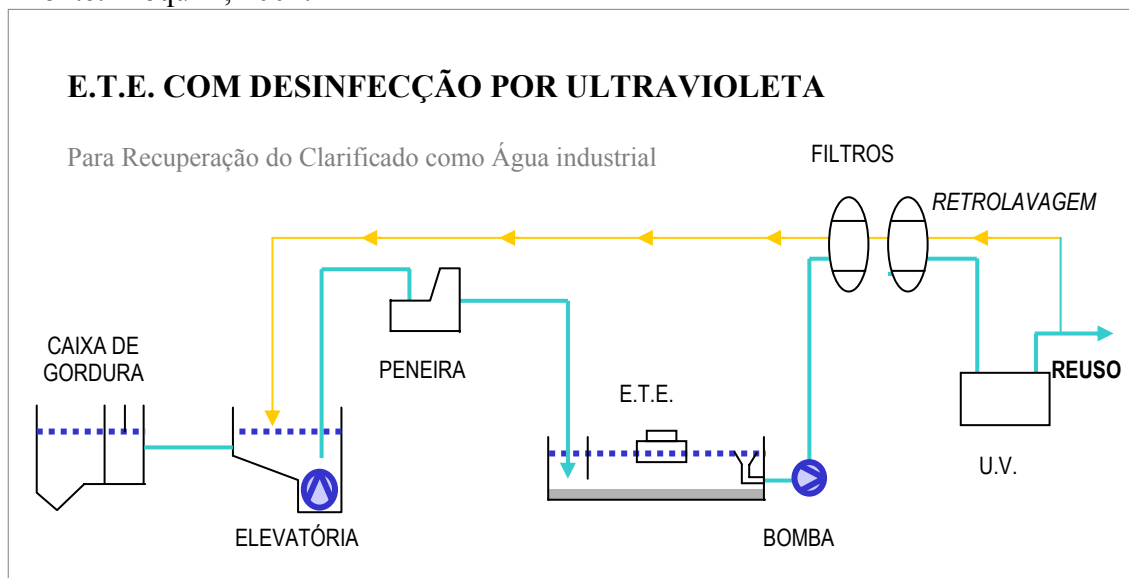 E.T.E. COM DESINFECÇÃO POR ULTRAVIOLETA
Para Recuperação do Clarificado como Água industrial
FILTROS
RETROLAVAGEM
CAIXA DE
GORDURA
PENEIRA
REUSO
E.T.E.
U.V.
ELEVATÓRIA
BOMBA